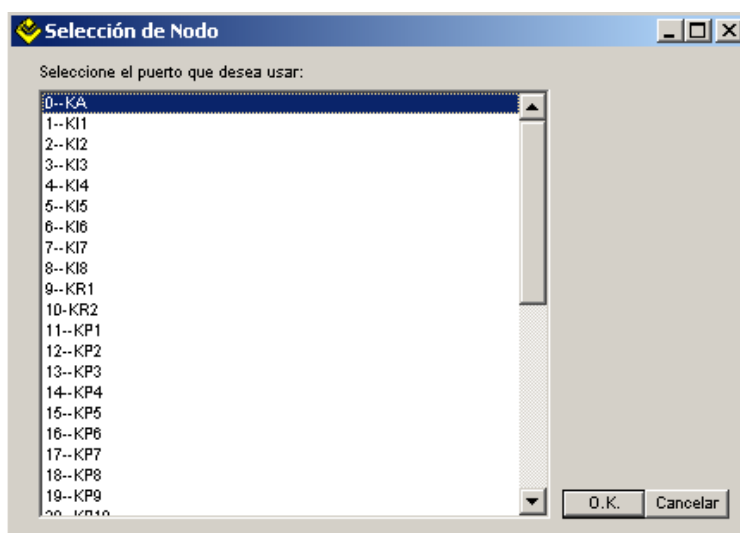 Selección de Nodo
Seleccione el puerto que desea usar:
0--KA
1--KI1
2--KI2
3--KI3
4--KI4
5--KI5
6--KI6
7--KI7
8--KI8
9--KR1
10-KR2
11--KP1
12--KP2
13--KP3
14--KP4
15--KP5
16--KP6
17--KP7
18--KP8
19--KP9
20--KP10
O.K. Cancelar